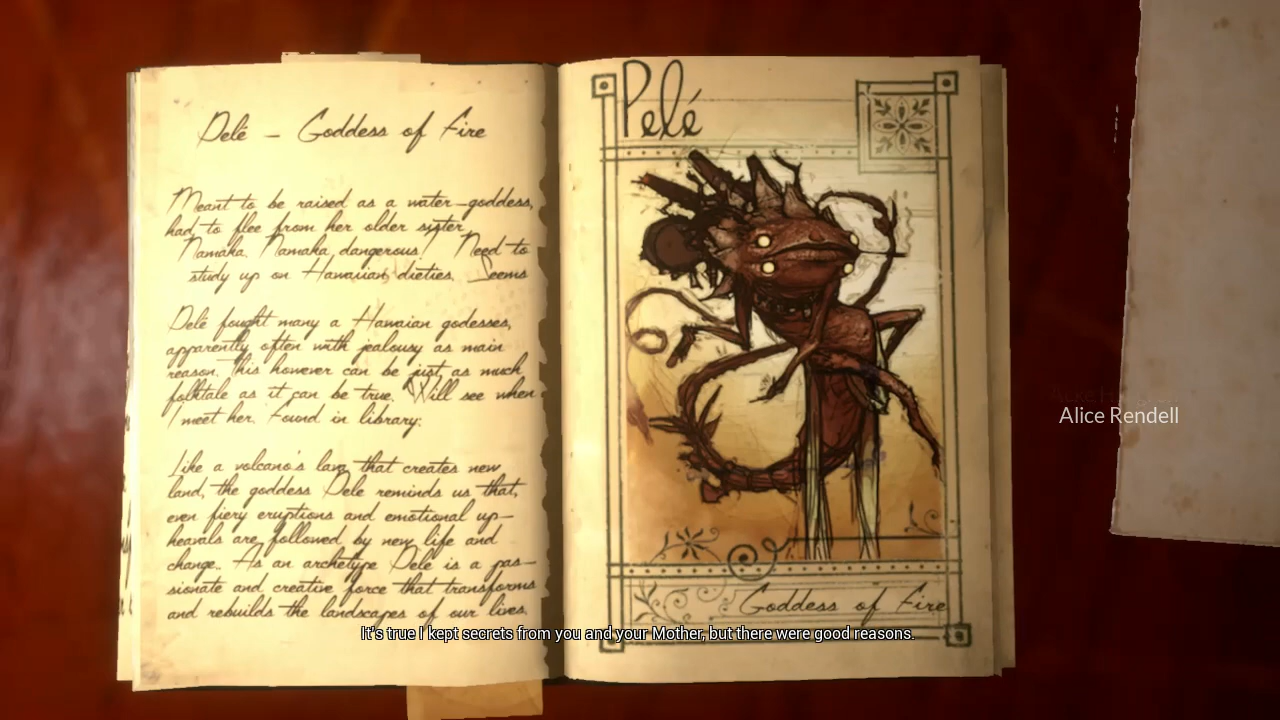 Pelé - Goddess of Fire
Meant to be raised as a water-goddess,
had to flee from her older sister
Namaka. Namaka dangerous! Need to
study up on Hawaiian dieties. Seems
Pelé fought many a Hawaian godesses,
apparently often with jealousy as main
reason. This however can be just as much
folktale as it can be true. Will see when
I meet her. Found in library:
Like a volcano's lava that creates new
land, the goddess Pele reminds us that,
even fiery eruptions and emotional up-
heavals are followed by new life and
change. As an archetype Pelé is a pas-
sionate and creative force that transforms
and rebuilds the landscapes of our lives.
Pelé
Goddess of Fire
Alice Rendell
It's true I kept secrets from you and your Mother, but there were good reasons.